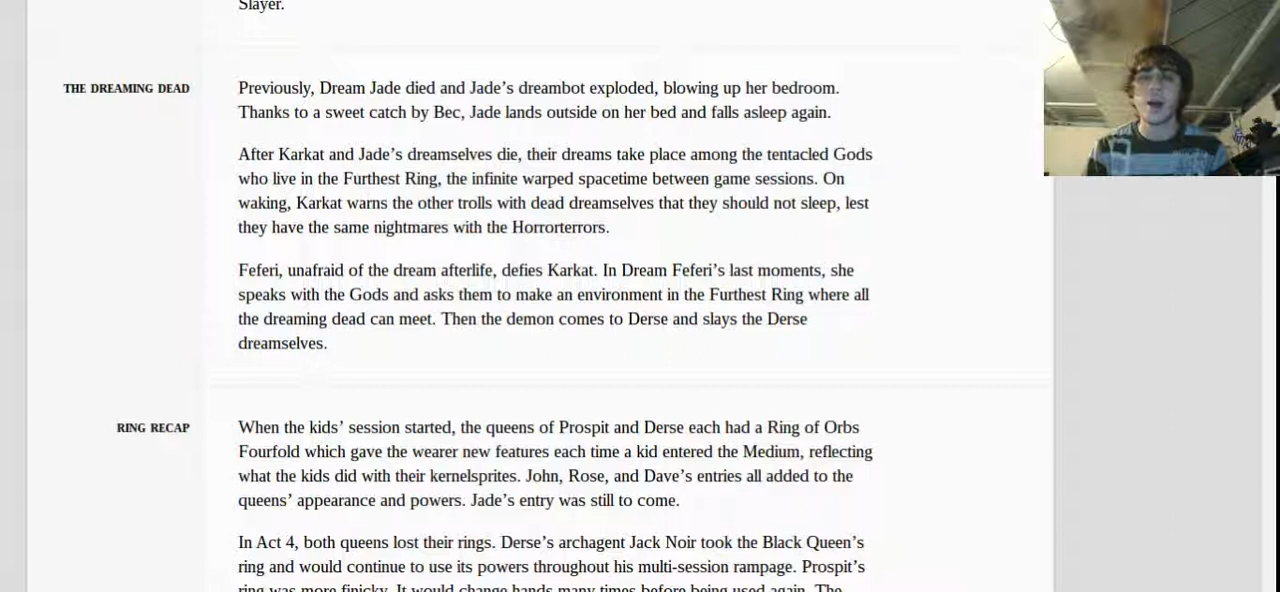 Slayer.
THE DREAMING DEAD
Previously, Dream Jade died and Jade’s dreambot exploded, blowing up her bedroom.
Thanks to a sweet catch by Bec, Jade lands outside on her bed and falls asleep again.
After Karkat and Jade’s dreamselves die, their dreams take place among the tentacled Gods
who live in the Furthest Ring, the infinite warped spacetime between game sessions. On
waking, Karkat warns the other trolls with dead dreamselves that they should not sleep, lest
they have the same nightmares with the Horrorterrors.
Feferi, unafraid of the dream afterlife, defies Karkat. In Dream Feferi’s last moments, she
speaks with the Gods and asks them to make an environment in the Furthest Ring where all
the dreaming dead can meet. Then the demon comes to Derse and slays the Derse
dreamselves.
RING RECAP
When the kids’ session started, the queens of Prospit and Derse each had a Ring of Orbs
Fourfold which gave the wearer new features each time a kid entered the Medium, reflecting
what the kids did with their kernelsprites. John, Rose, and Dave’s entries all added to the
queens’ appearance and powers. Jade’s entry was still to come.
In Act 4, both queens lost their rings. Derse’s archagent Jack Noir took the Black Queen’s
ring and would continue to use its powers throughout his multi-session rampage. Prospit’s
ring was more finicky. It would change hands many times before being used again. The